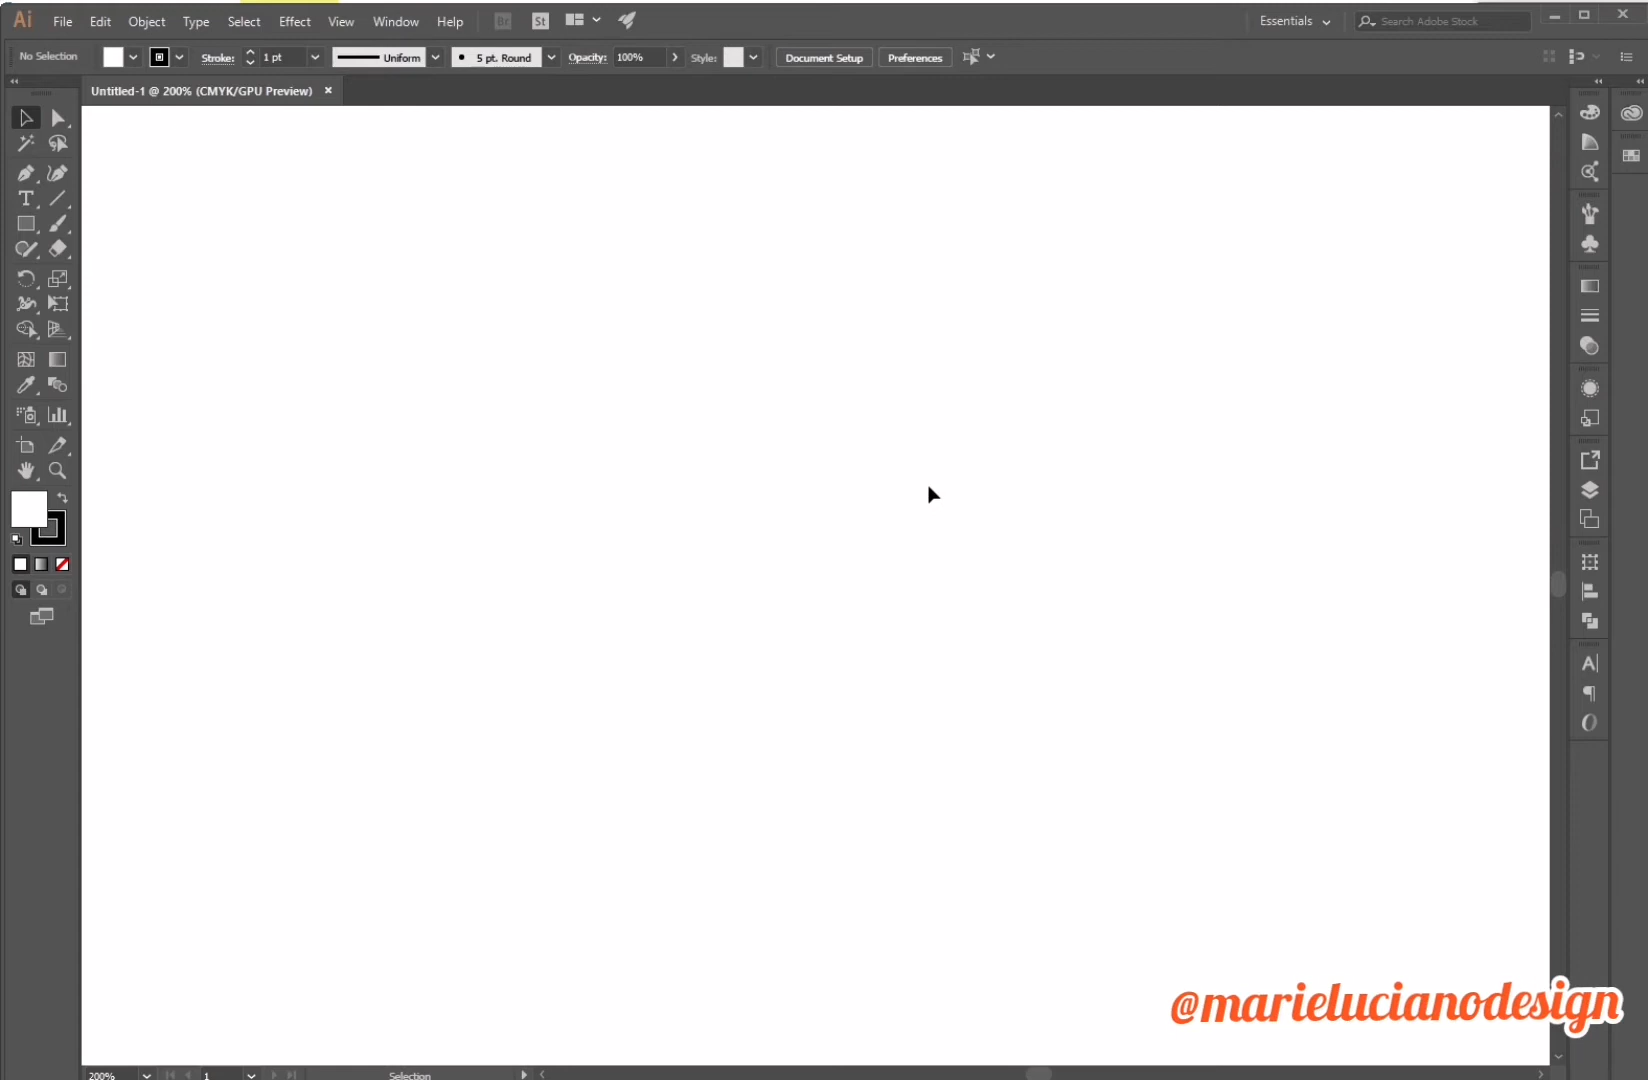 Ai File Edit Object Type Select Effect View Window Help Br St Essentials Search Adobe Stock
No Selection Stroke: 1 pt Uniform 5 pt. Round Opacity: 100% Style: Document Setup Preferences
Untitled-1 @ 200% (CMYK/GPU Preview)
@marielucianodesign
200% 1 Selection